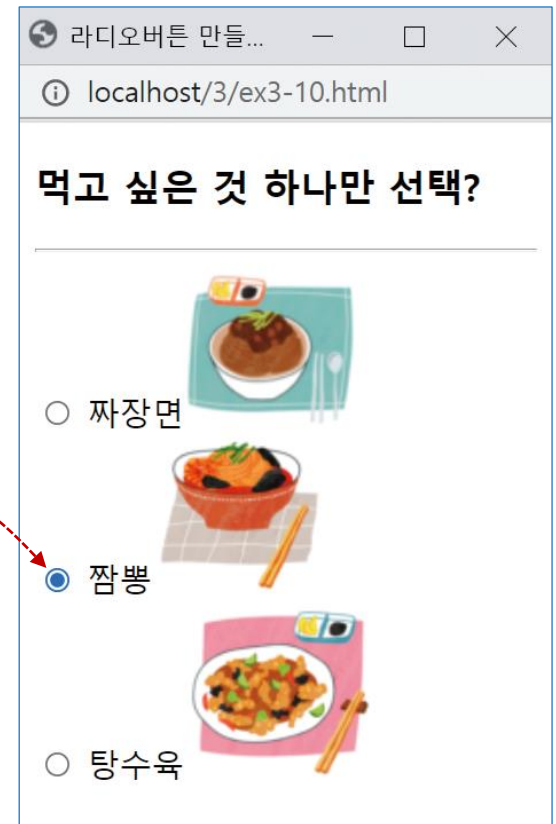 라디오버튼 만들...
localhost/3/ex3-10.html
먹고 싶은 것 하나만 선택?
짜장면
짬뽕
탕수육